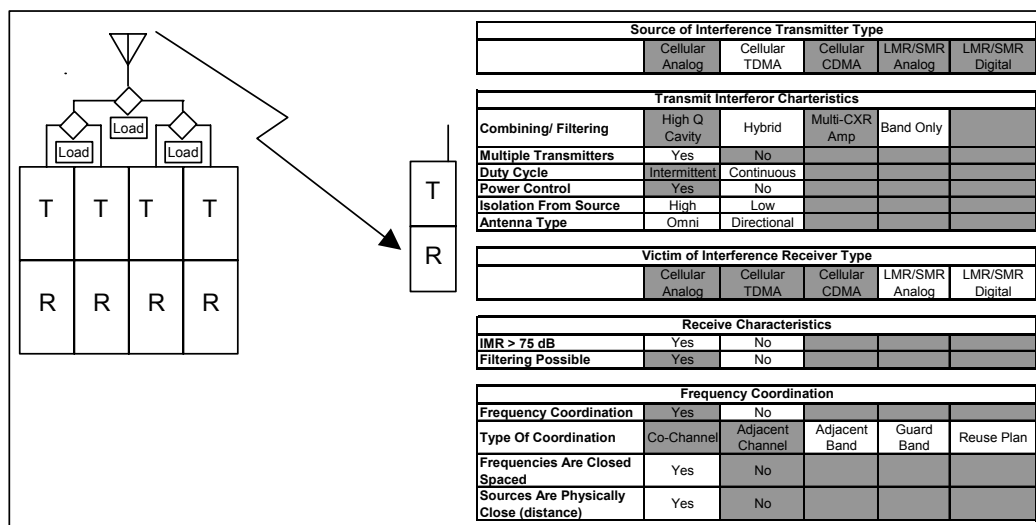 Load
Load
Load
T T T T
R R R R
T
R
Source of Interference Transmitter Type
Cellular Analog Cellular TDMA Cellular CDMA LMR/SMR Analog LMR/SMR Digital
Transmit Interferor Charteristics
Combining/ Filtering High Q Cavity Hybrid Multi-CXR Amp Band Only
Multiple Transmitters Yes No
Duty Cycle Intermittent Continuous
Power Control Yes No
Isolation From Source High Low
Antenna Type Omni Directional
Victim of Interference Receiver Type
Cellular Analog Cellular TDMA Cellular CDMA LMR/SMR Analog LMR/SMR Digital
Receive Characteristics
IMR > 75 dB Yes No
Filtering Possible Yes No
Frequency Coordination
Frequency Coordination Yes No
Type Of Coordination Co-Channel Adjacent Channel Adjacent Band Guard Band Reuse Plan
Frequencies Are Closed Spaced Yes No
Sources Are Physically Close (distance) Yes No